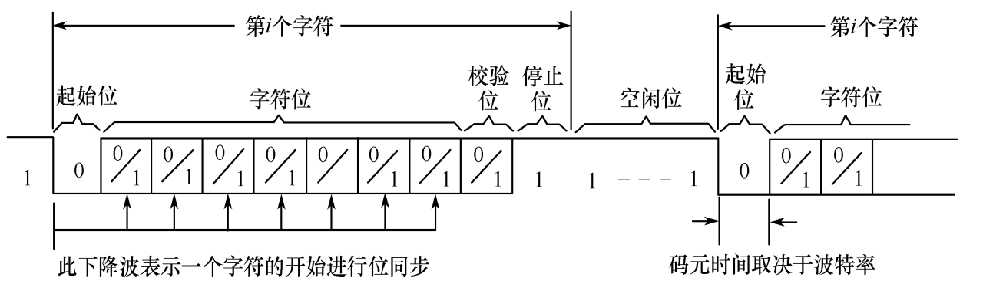 第i个字符 第i个字符
校验 停止 起始
起始位 字符位 位 位 空闲位 位 字符位
1 0 0/1 0/1 0/1 0/1 0/ 0/1 0/1 0/1 1 1 ---1 0 0/1 0/1
此下降波表示一个字符的开始进行位同步 码元时间取决于波特率